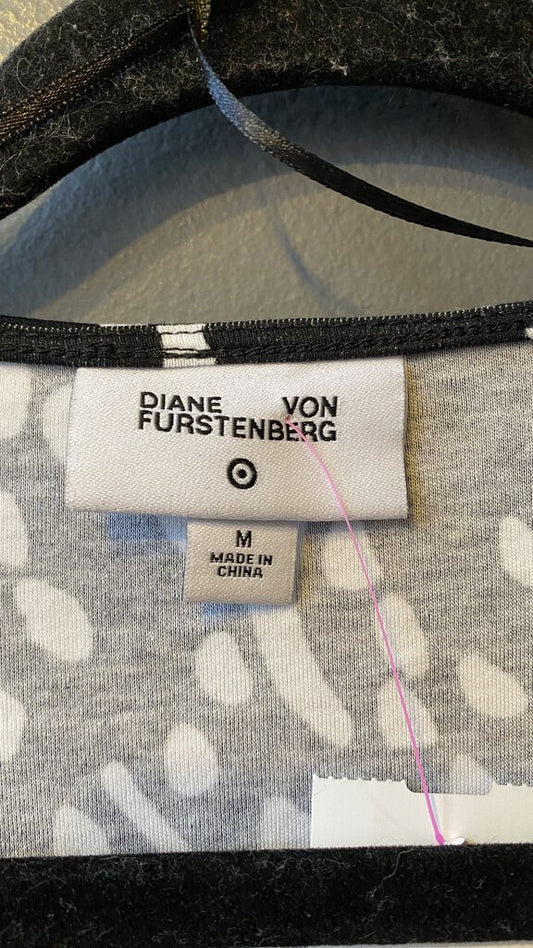 DIANE VON
FURSTENBERG
M
MADE IN
CHINA